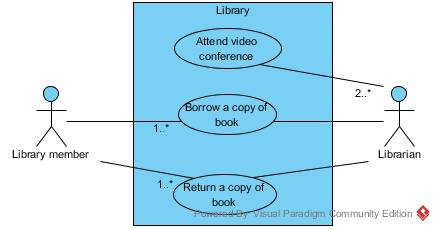 Library
Attend video
conference
2..*
Borrow a copy of
book
1..*
Library member
Librarian
1..*
Return a copy of
book
Powered By Visual Paradigm Community Edition